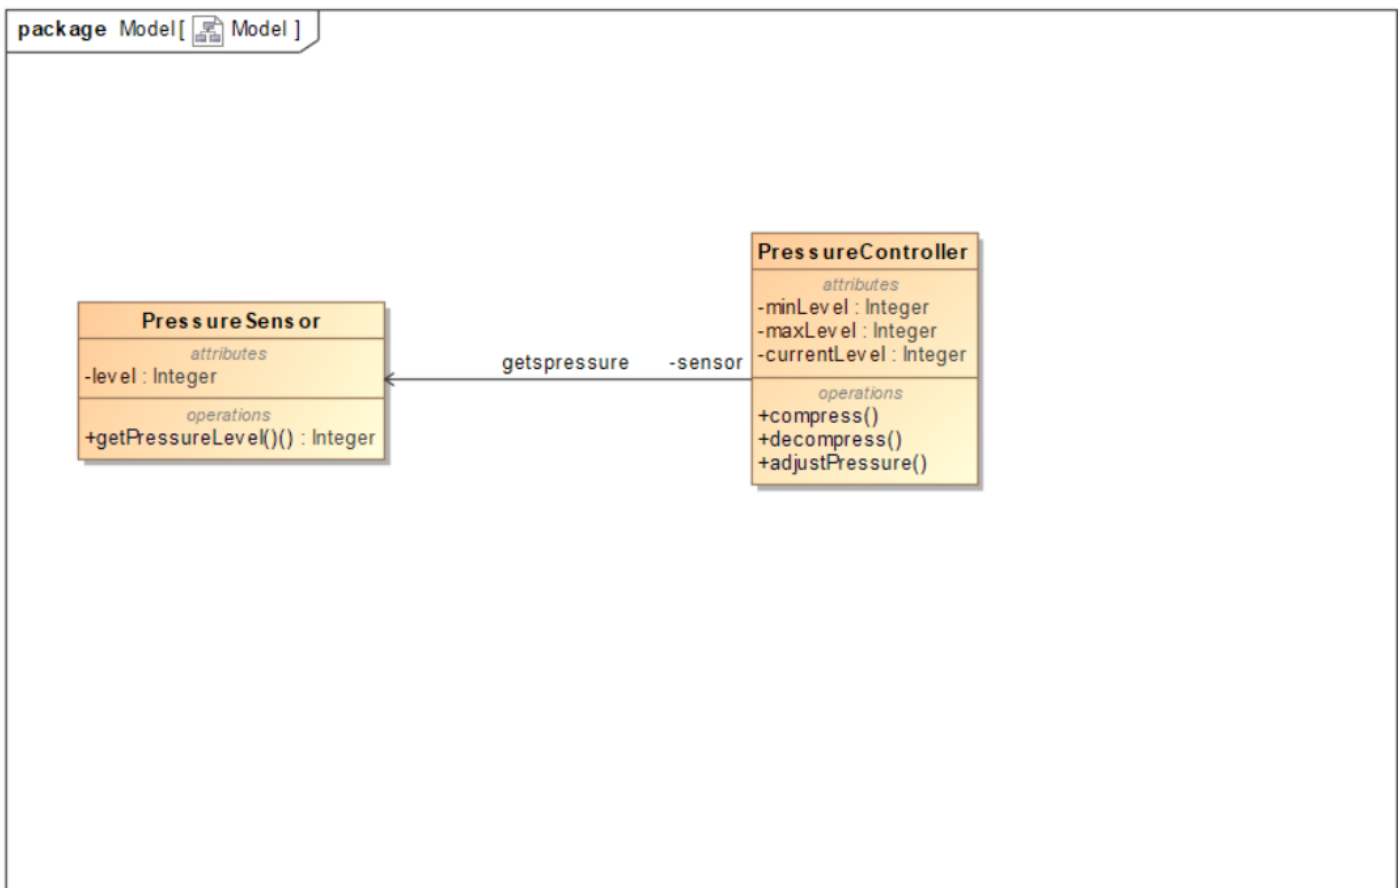 package Model[ Model ]
PressureSensor
attributes
-level : Integer
operations
+getPressureLevel()() : Integer
getspressure
-sensor
PressureController
attributes
-minLevel : Integer
-maxLevel : Integer
-currentLevel : Integer
operations
+compress()
+decompress()
+adjustPressure()